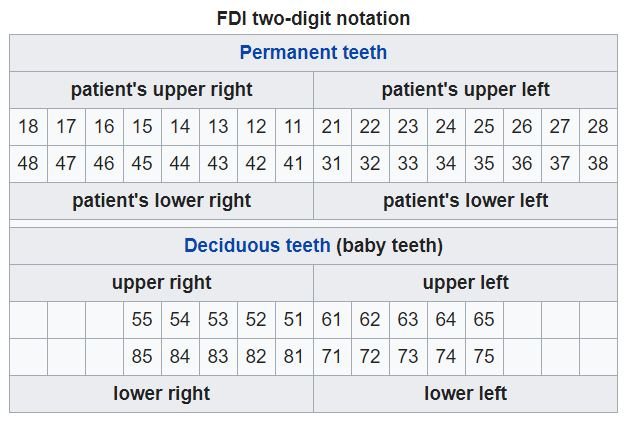 FDI two-digit notation
Permanent teeth
patient's upper right patient's upper left
18 17 16 15 14 13 12 11 21 22 23 24 25 26 27 28
48 47 46 45 44 43 42 41 31 32 33 34 35 36 37 38
patient's lower right patient's lower left
Deciduous teeth (baby teeth)
upper right upper left
55 54 53 52 51 61 62 63 64 65
85 84 83 82 81 71 72 73 74 75
lower right lower left